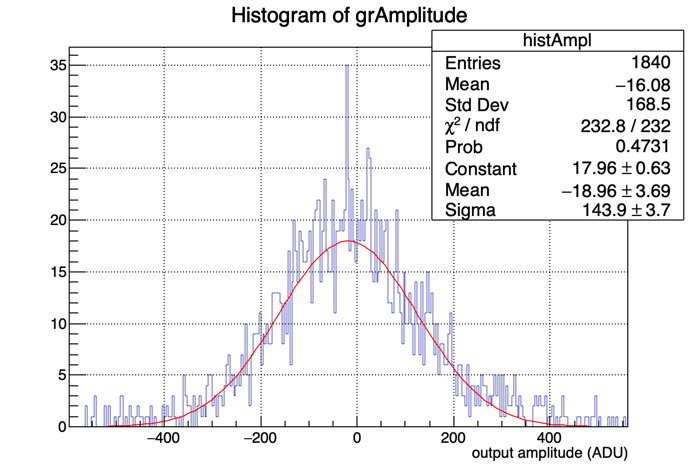 Histogram of grAmplitude
histAmpl
Entries 1840
Mean −16.08
Std Dev 168.5
χ² / ndf 232.8 / 232
Prob 0.4731
Constant 17.96 ± 0.63
Mean −18.96 ± 3.69
Sigma 143.9 ± 3.7
35
30
25
20
15
10
5
0
−400 −200 0 200 400
output amplitude (ADU)